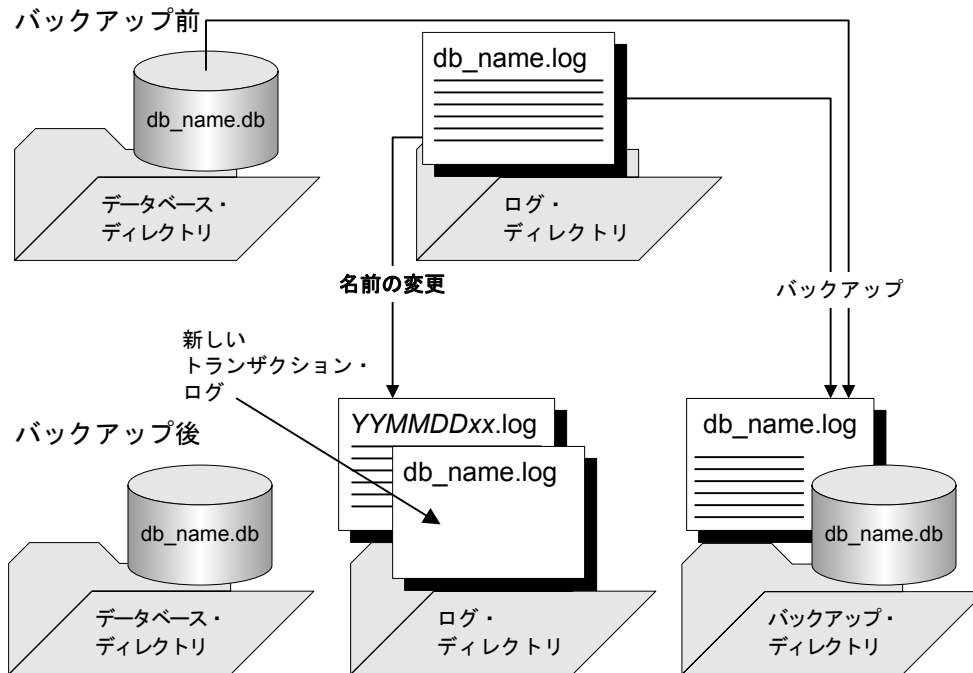 バックアップ前
db_name.db
データベース・
ディレクトリ
db_name.log
ログ・
ディレクトリ
名前の変更
バックアップ
新しい
トランザクション・
ログ
バックアップ後
db_name.db
データベース・
ディレクトリ
YYMMDDxx.log
db_name.log
ログ・
ディレクトリ
db_name.log
db_name.db
バックアップ・
ディレクトリ